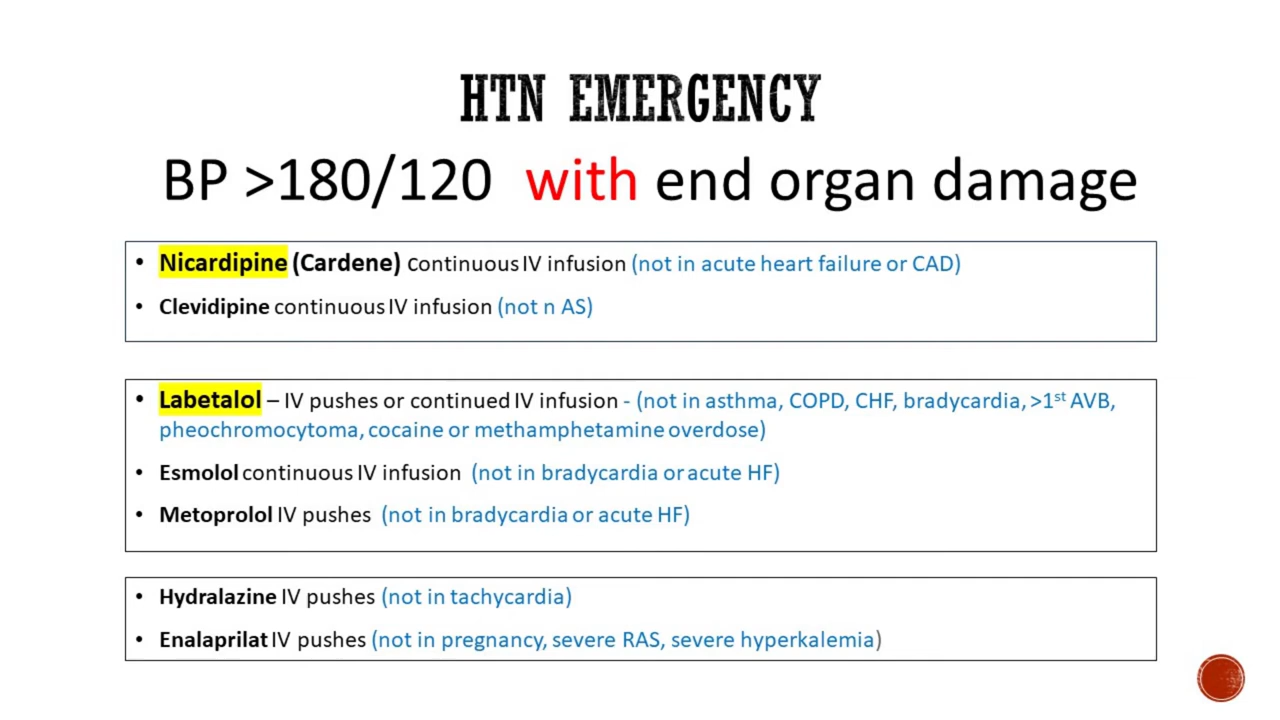 HTN EMERGENCY
BP >180/120 with end organ damage
• Nicardipine (Cardene) continuous IV infusion (not in acute heart failure or CAD)
• Clevidipine continuous IV infusion (not n AS)
• Labetalol – IV pushes or continued IV infusion - (not in asthma, COPD, CHF, bradycardia, >1st AVB,
pheochromocytoma, cocaine or methamphetamine overdose)
• Esmolol continuous IV infusion (not in bradycardia or acute HF)
• Metoprolol IV pushes (not in bradycardia or acute HF)
• Hydralazine IV pushes (not in tachycardia)
• Enalaprilat IV pushes (not in pregnancy, severe RAS, severe hyperkalemia)